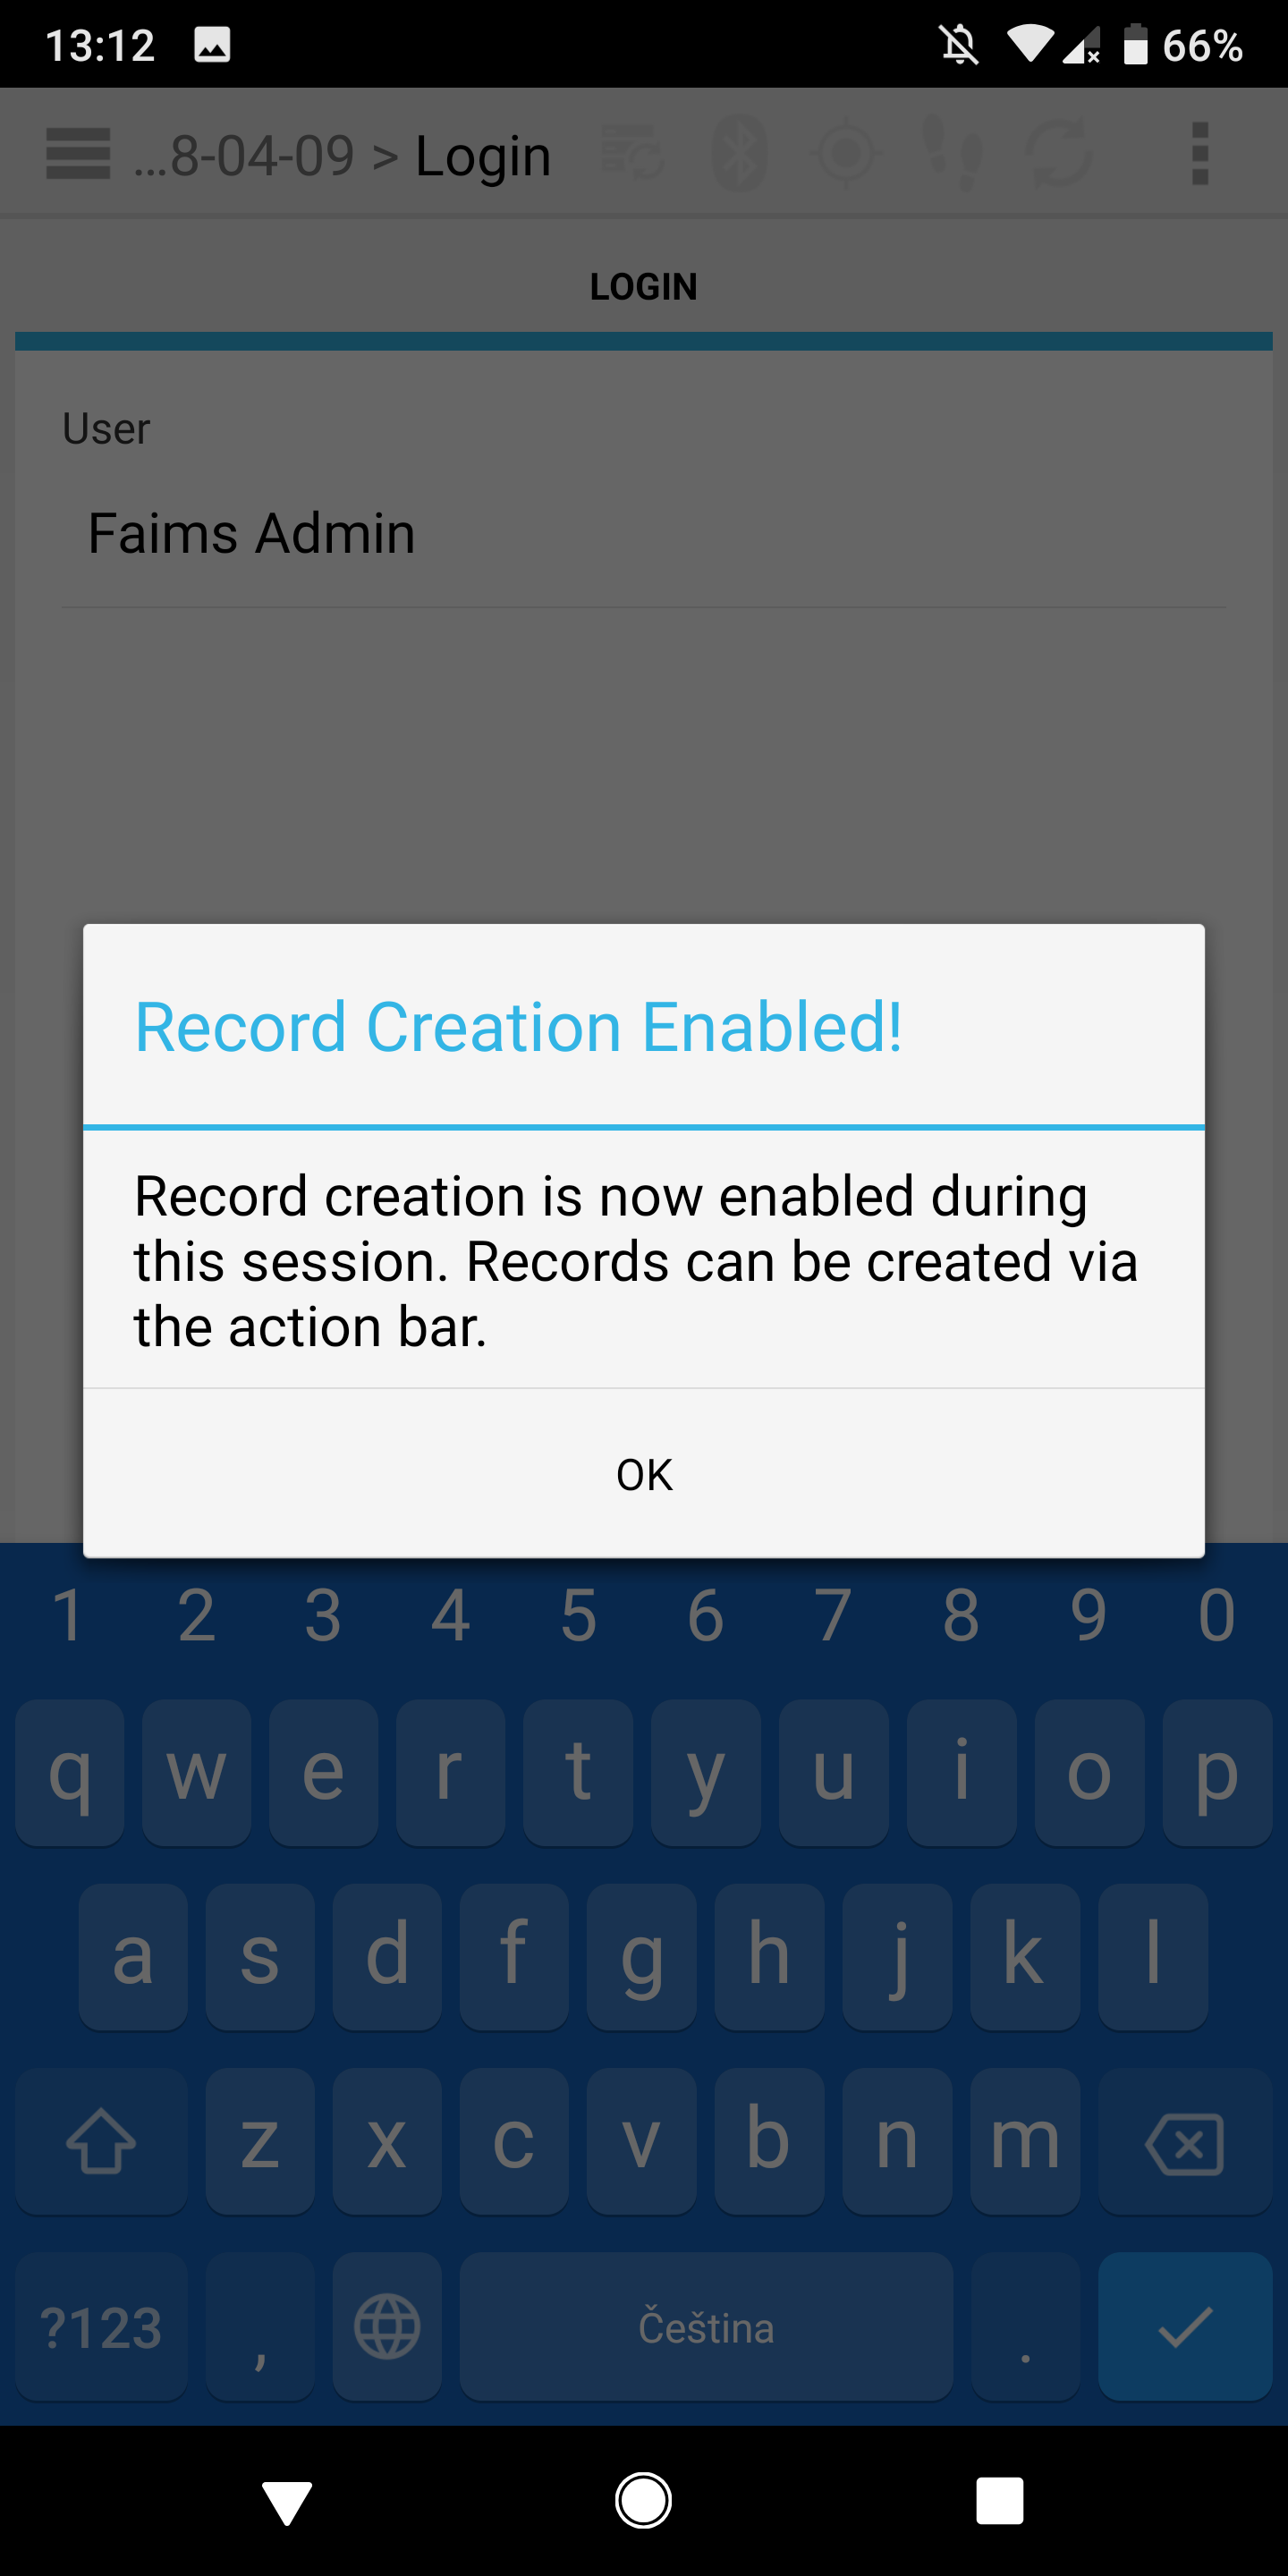 13:12 66%
...8-04-09 > Login
LOGIN
User
Faims Admin
Record Creation Enabled!
Record creation is now enabled during
this session. Records can be created via
the action bar.
OK
1 2 3 4 5 6 7 8 9 0
q w e r t y u i o p
a s d f g h j k l
z x c v b n m
?123 , Čeština .